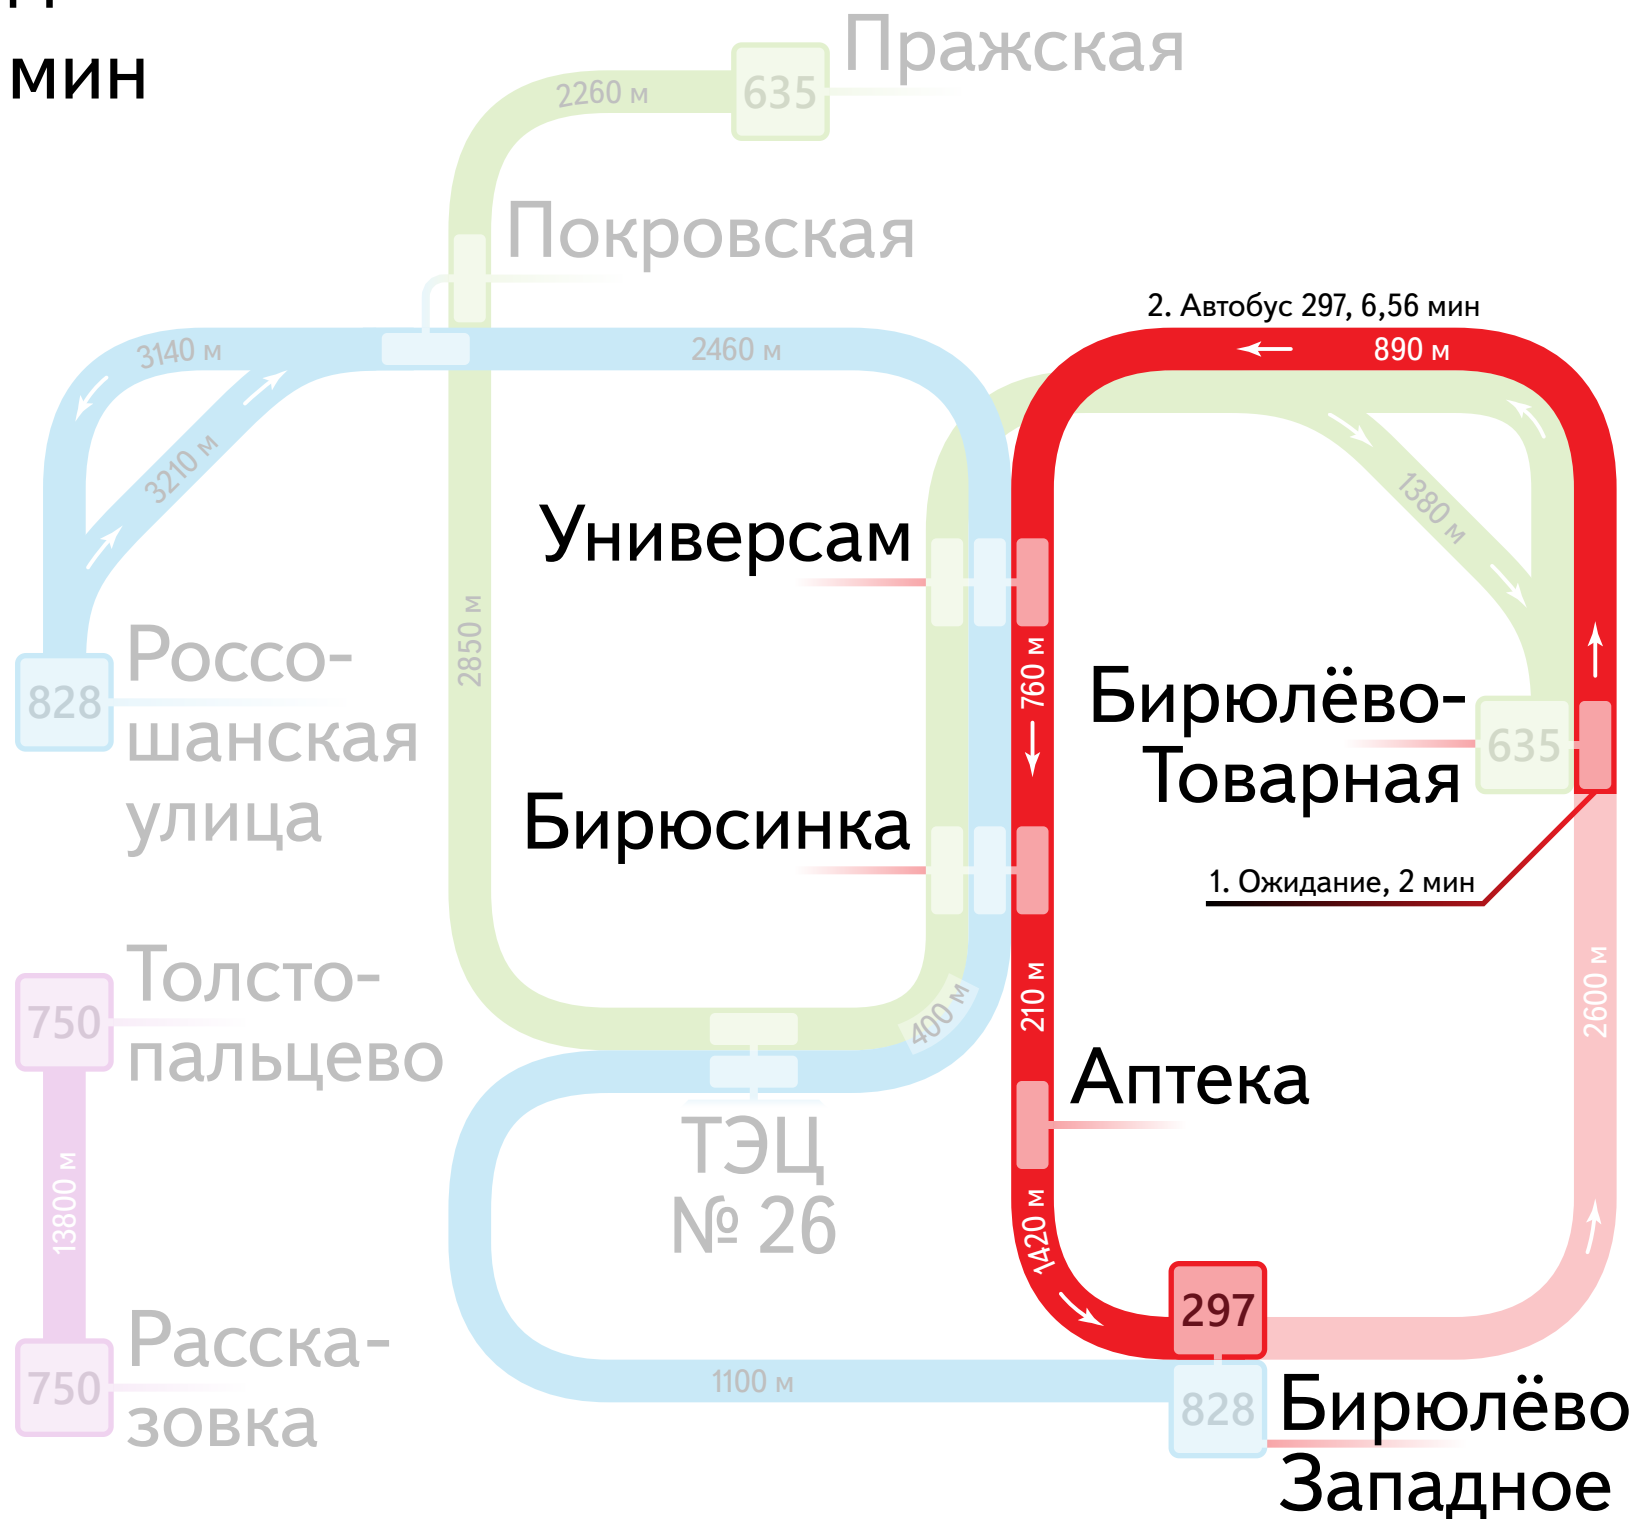 мин
Пражская
635
2260 м
Покровская
2. Автобус 297, 6,56 мин
3140 м
2460 м
890 м
3210 м
1380 м
Универсам
2850 м
760 м
Россо-
шанская
улица
828
Бирюлёво-
Товарная
635
Бирюсинка
1. Ожидание, 2 мин
Толсто-
пальцево
750
400 м
210 м
2600 м
Аптека
ТЭЦ
№ 26
13800 м
1420 м
297
Расска-
зовка
750
1100 м
828
Бирюлёво
Западное